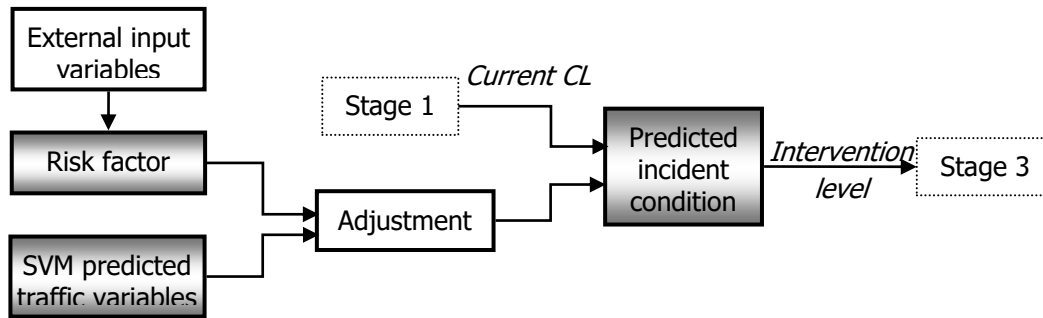 External input
variables
Risk factor
SVM predicted
traffic variables
Adjustment
Stage 1
Current CL
Predicted
incident
condition
Intervention
level
Stage 3